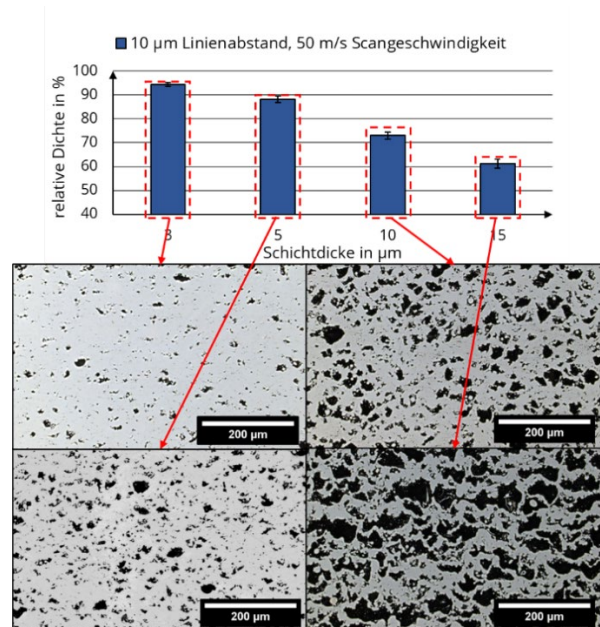 10 µm Linienabstand, 50 m/s Scangeschwindigkeit
relative Dichte in %
100
90
80
70
60
50
40
3
5
10
15
Schichtdicke in µm
200 µm
200 µm
200 µm
200 µm